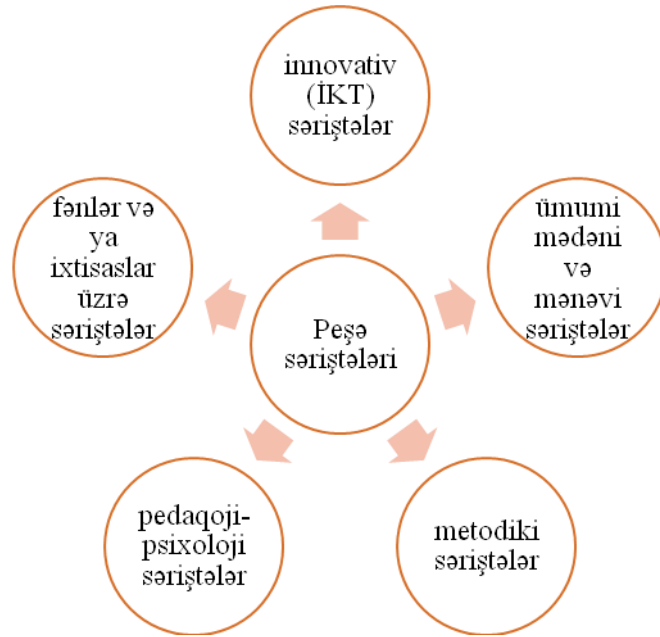 innovativ
(İKT)
səriştələr
fənlər və
ya
ixtisaslar
üzrə
səriştələr
ümumi
mədəni
və
mənəvi
səriştələr
Peşə
səriştələri
pedaqoji-
psixoloji
səriştələr
metodiki
səriştələr